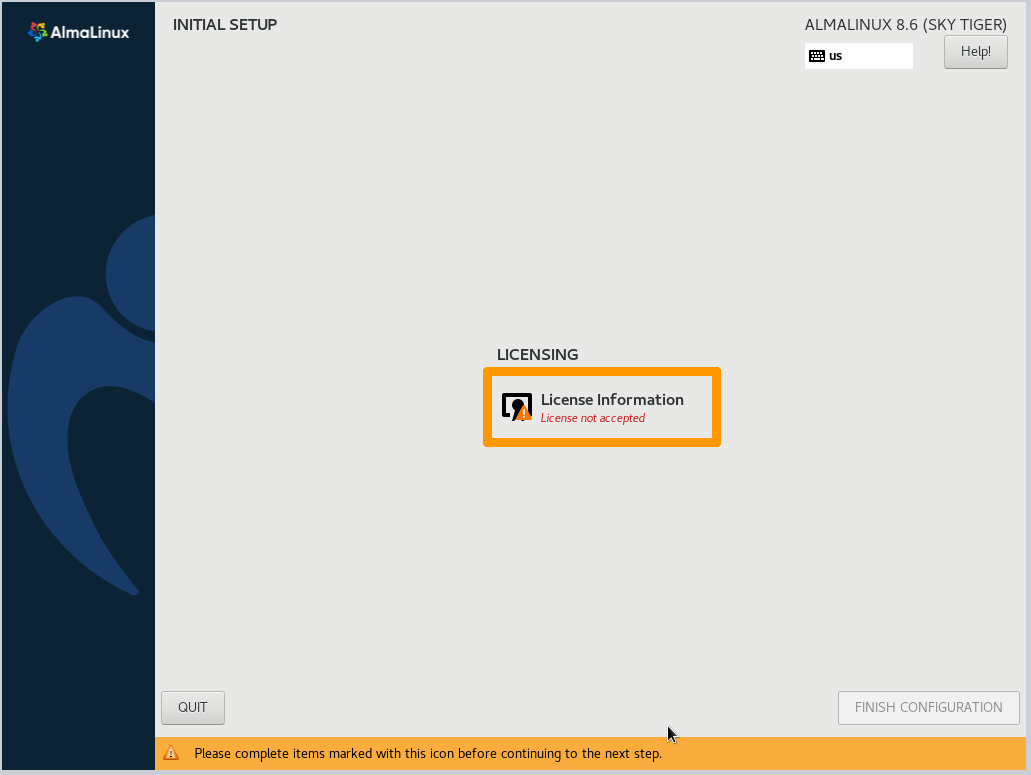 AlmaLinux
INITIAL SETUP
ALMALINUX 8.6 (SKY TIGER)
us
Help!
LICENSING
License Information
License not accepted
QUIT
FINISH CONFIGURATION
Please complete items marked with this icon before continuing to the next step.